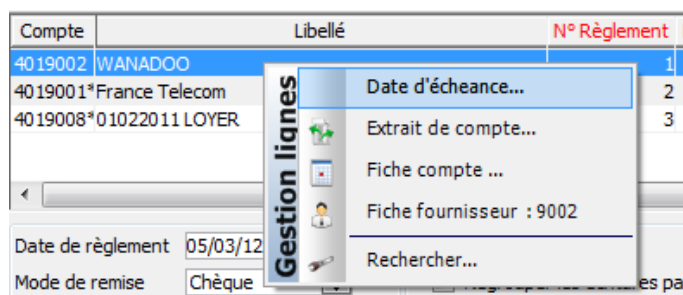 Compte Libellé N° Règlement
4019002 WANADOO 1
4019001* France Telecom 2
4019008* 01022011 LOYER 3
Gestion lignes
Date d'écheance...
Extrait de compte...
Fiche compte ...
Fiche fournisseur : 9002
Rechercher...
Date de règlement 05/03/12
Mode de remise Chèque